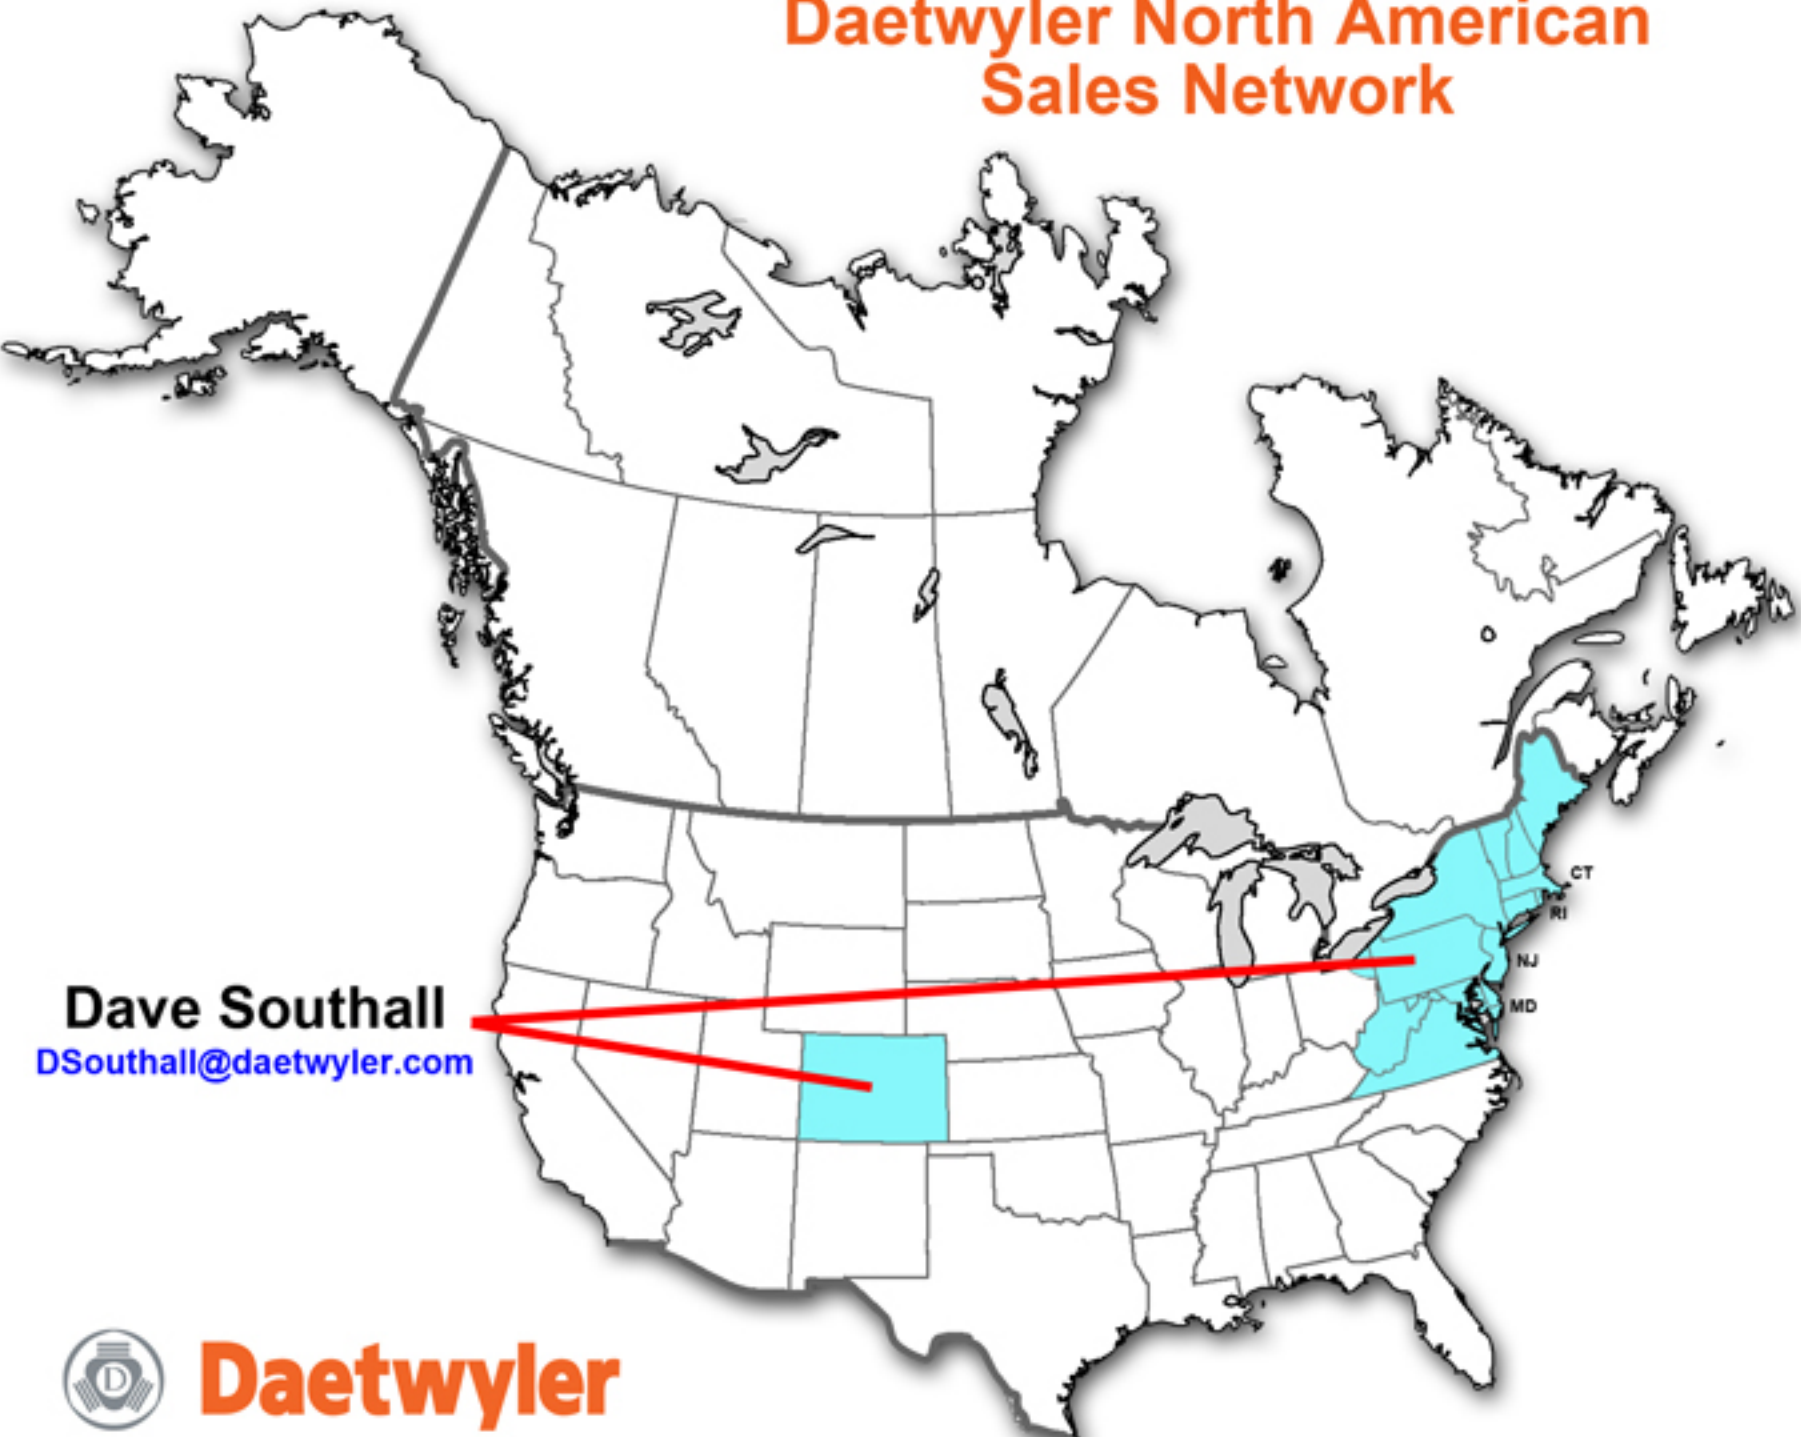 Daetwyler North American
Sales Network
CT
RI
NJ
MD
Dave Southall
DSouthall@daetwyler.com
D
Daetwyler